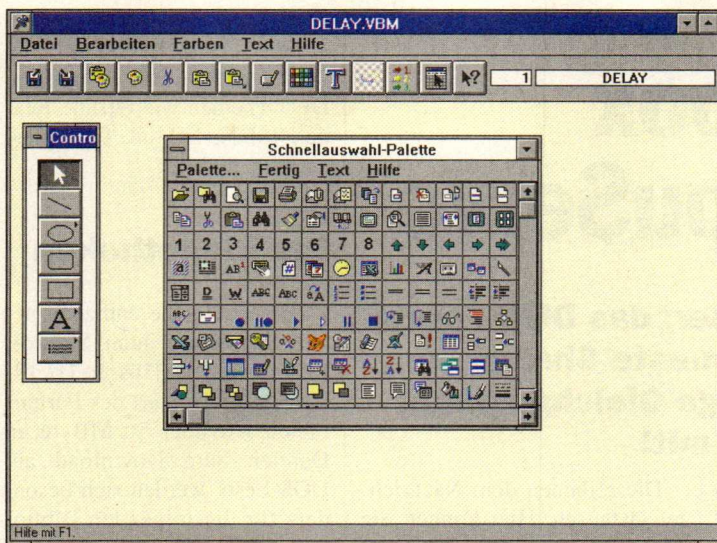 DELAY.VBM
Datei Bearbeiten Farben Text Hilfe
1 DELAY
Contro
Schnellauswahl-Palette
Palette... Fertig Text Hilfe
1 2 3 4 5 6 7 8
Hilfe mit F1.